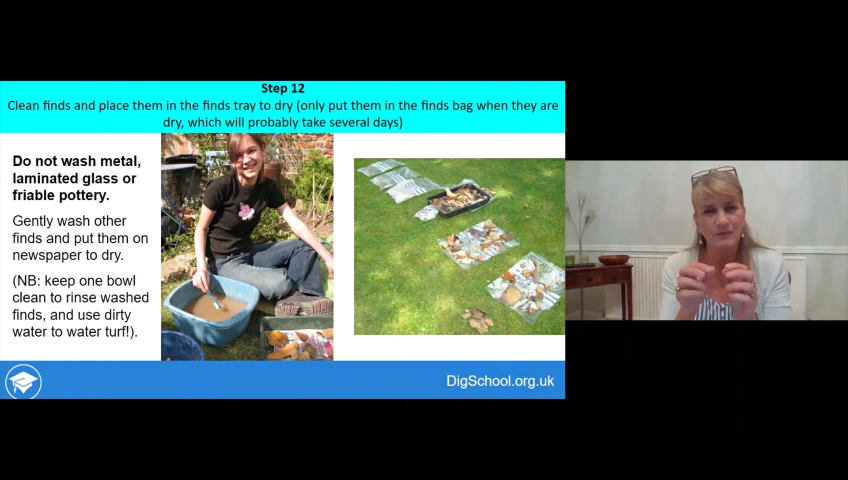 Step 12
Clean finds and place them in the finds tray to dry (only put them in the finds bag when they are
dry, which will probably take several days)
Do not wash metal,
laminated glass or
friable pottery.
Gently wash other
finds and put them on
newspaper to dry.
(NB: keep one bowl
clean to rinse washed
finds, and use dirty
water to water turf!).
DigSchool.org.uk